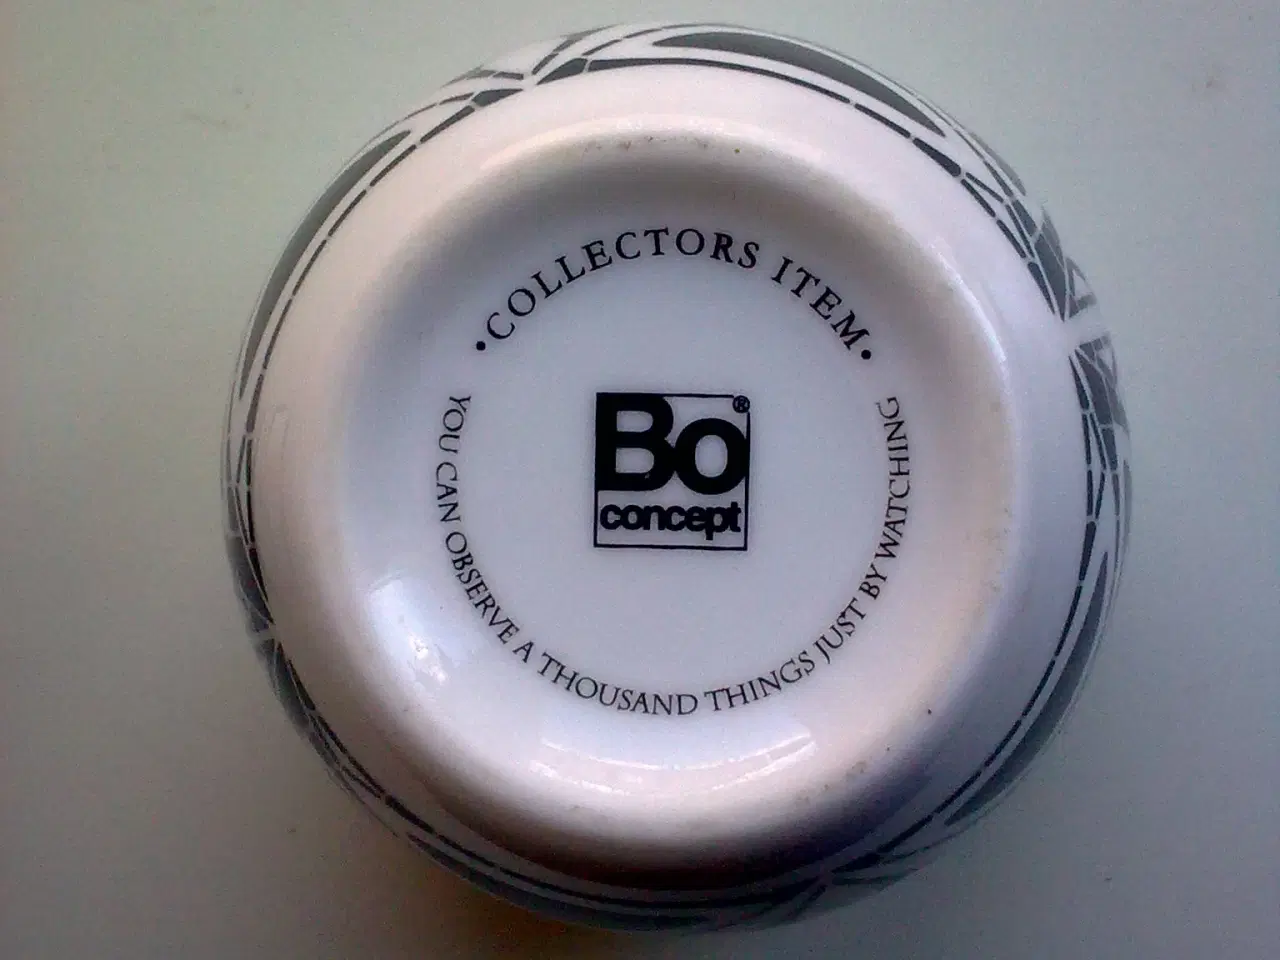 •COLLECTORS ITEM•
Bo®
concept
YOU CAN OBSERVE A THOUSAND THINGS JUST BY WATCHING